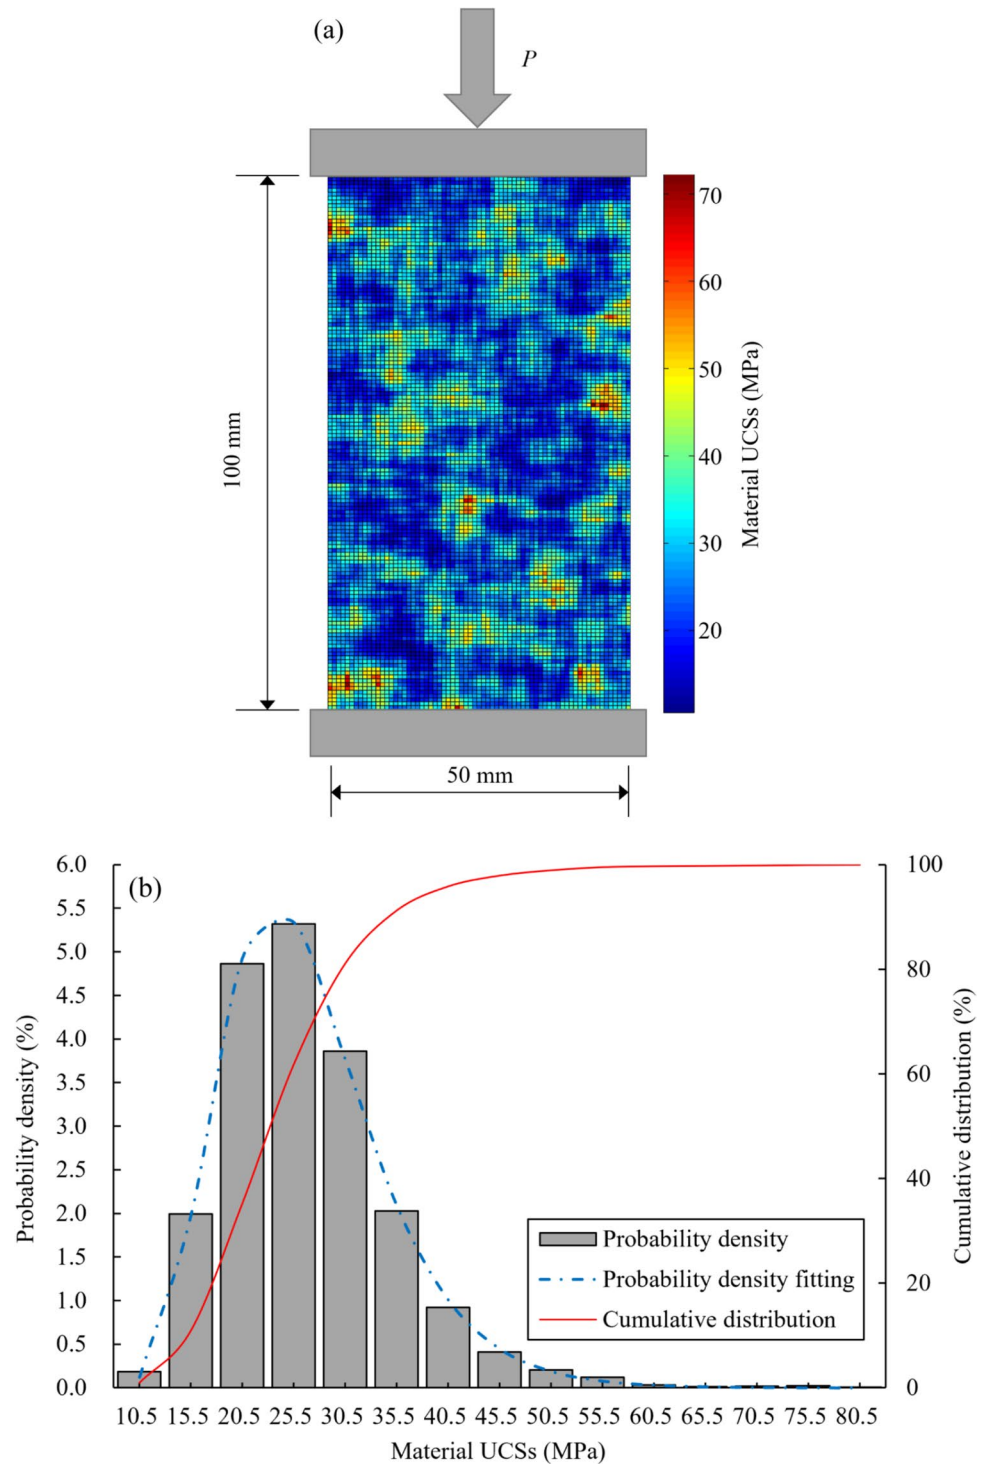 (a)
P
100 mm
50 mm
70
60
50
40
30
20
Material UCSs (MPa)
(b)
Probability density (%)
6.0
5.5
5.0
4.5
4.0
3.5
3.0
2.5
2.0
1.5
1.0
0.5
0.0
100
80
60
40
20
0
Cumulative distribution (%)
Probability density
Probability density fitting
Cumulative distribution
10.5 15.5 20.5 25.5 30.5 35.5 40.5 45.5 50.5 55.5 60.5 65.5 70.5 75.5 80.5
Material UCSs (MPa)